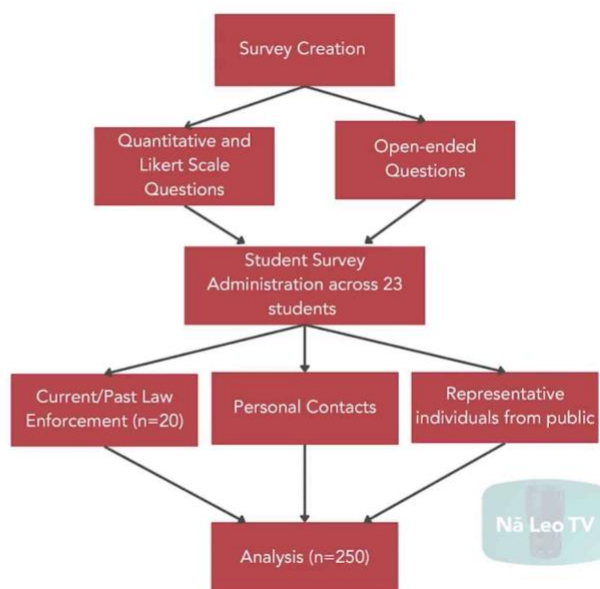 Survey Creation
Quantitative and
Likert Scale
Questions
Open-ended
Questions
Student Survey
Administration across 23
students
Current/Past Law
Enforcement (n=20)
Personal Contacts
Representative
individuals from public
Nā Leo TV
Analysis (n=250)